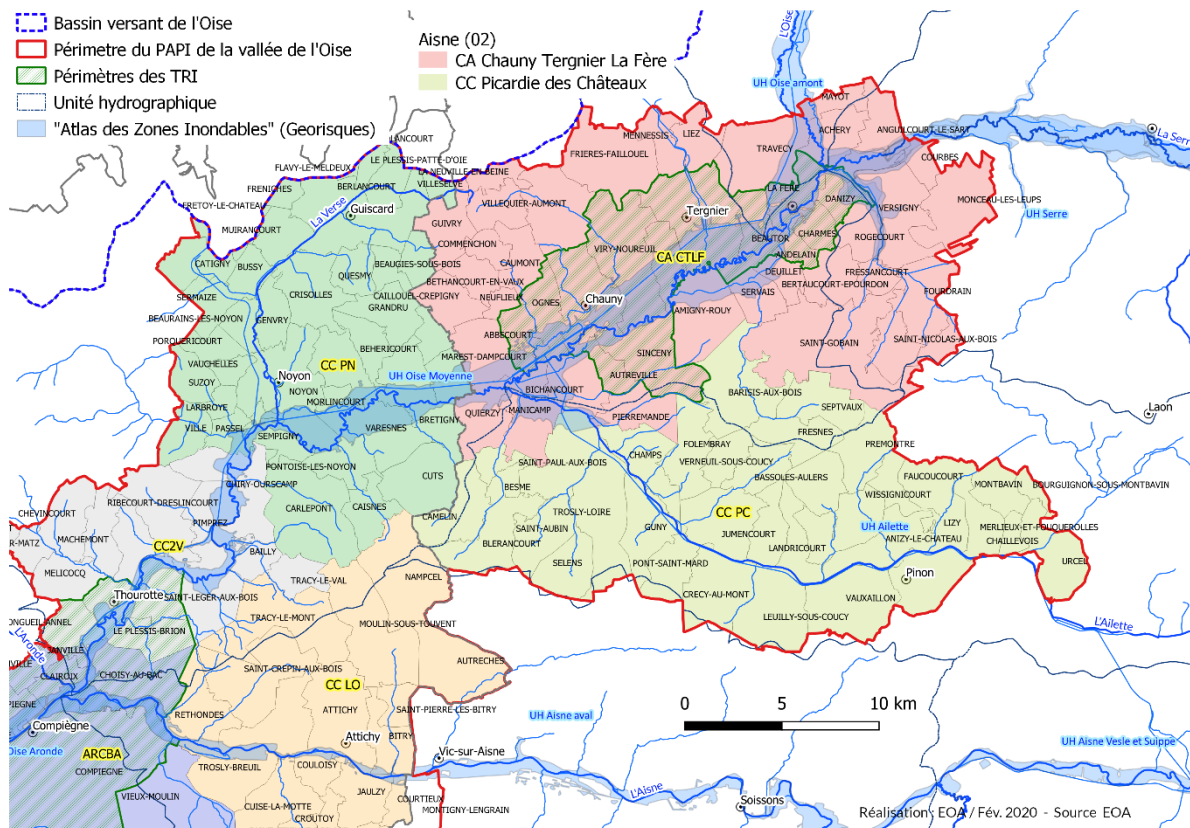 Bassin versant de l'Oise
Périmetre du PAPI de la vallée de l'Oise
Périmètres des TRI
Unité hydrographique
"Atlas des Zones Inondables" (Georisques)
Aisne (02)
CA Chauny Tergnier La Fère
CC Picardie des Châteaux
L'Oise
UH Oise amont
MAYOT
LIEZ
MENNESSIS
ACHERY
ANGUILCOURT-LE-SART
La Serre
LANCOURT
TRAVECY
FRIERES-FAILLOUEL
COURBES
LE PLESSIS-PATTE-D'OIE
FLAVY-LE-MELDEUX
LA NEUVILLE-EN-BEINE
VILLESELVE
BERLANCOURT
FRENICHES
LA FÈRE
DANIZY
MONCEAU-LES-LEUPS
FRETOY-LE-CHATEAU
La Verse
Guiscard
VILLEQUIER-AUMONT
Tergnier
VERSIGNY
UH Serre
MUIRANCOURT
GUIVRY
CHARMES
ROGECOURT
BEAUTOR
COMMENCHON
VIRY-NOUREUIL
CA CTLF
ANDELAIN
CATIGNY
BUSSY
BEAUGIES-SOUS-BOIS
CAUMONT
DEUILLET
FRESSANCOURT
QUESMY
BETHANCOURT-EN-VAUX
BERTAUCOURT-EPOURDON
SERMAIZE
CRISOLLES
CAILLOUEL-CREPIGNY
NEUFLIEUX
OGNES
Chauny
SERVAIS
FOURDRAIN
GRANDRU
AMIGNY-ROUY
BEAURAINS-LES-NOYON
GENVRY
ABBECOURT
SAINT-GOBAIN
SAINT-NICOLAS-AUX-BOIS
PORQUERICOURT
BEHERICOURT
MAREST-DAMPCOURT
SINCENY
VAUCHELLES
CC PN
UH Oise Moyenne
AUTREVILLE
SUZOY
Noyon
NOYON
BICHANCOURT
BARISIS-AUX-BOIS
MORLINCOURT
LARBROYE
QUIERZY
MANICAMP
PIERREMANDE
SEPTVAUX
Laon
BRETIGNY
VILLE
PASSEL
VARESNES
FRESNES
SEMPIGNY
FOLEMBRAY
PREMONTRE
CHAMPS
PONTOISE-LES-NOYON
SAINT-PAUL-AUX-BOIS
VERNEUIL-SOUS-COUCY
CUTS
BESME
BASSOLES-AULERS
FAUCOUCOURT
MONTBAVIN
BOURGUIGNON-SOUS-MONTBAVIN
CHIRY-OURSCAMP
RIBECOURT-DRESLINCOURT
WISSIGNICOURT
CHEVINCOURT
CARLEPONT
CAISNES
TROSLY-LOIRE
CC PC
PIMPREZ
CAMELIN
SAINT-AUBIN
GUNY
UH Ailette
LIZY
MERLIEUX-ET-FOUQUEROLLES
MACHEMONT
JUMENCOURT
ANIZY-LE-CHATEAU
CHAILLEVOIS
CC2V
BLERANCOURT
LANDRICOURT
BAILLY
SELENS
PONT-SAINT-MARD
URCEL
MELICOCQ
NAMPCEL
Pinon
TRACY-LE-VAL
CRECY-AU-MONT
SAINT-LEGER-AUX-BOIS
VAUXAILLON
Thourotte
TRACY-LE-MONT
LEUILLY-SOUS-COUCY
L'Ailette
LE PLESSIS-BRION
MOULIN-SOUS-TOUVENT
L'Aronde
AUTRECHES
SAINT-CREPIN-AUX-BOIS
CLAIROIX
CHOISY-AU-BAC
CC LO
0 5 10 km
ATTICHY
SAINT-PIERRE-LES-BITRY
RETHONDES
UH Aisne aval
Compiègne
Attichy
BITRY
UH Aisne Vesle et Suippe
ARCBA
Vic-sur-Aisne
COMPIEGNE
TROSLY-BREUIL
COULOISY
L'Aisne
JAULZY
VIEUX-MOULIN
COURTIEUX
CUISE-LA-MOTTE
MONTIGNY-LENGRAIN
Soissons
CROUTOY
Réalisation : EOA / Fév. 2020 - Source EOA